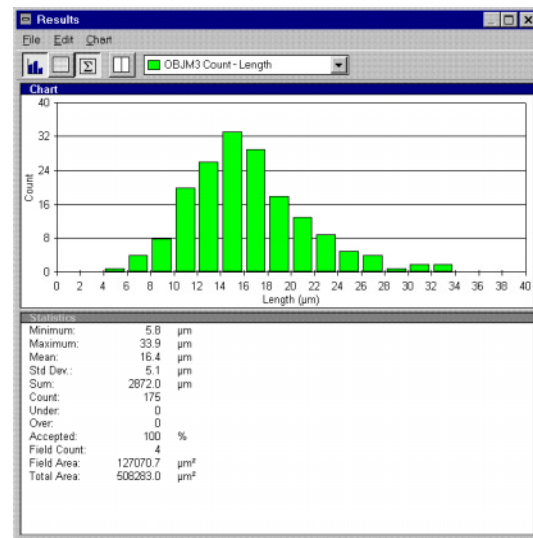 Results
File Edit Chart
OBJM3 Count - Length
Chart
40
32
24
16
8
0
Count
0 2 4 6 8 10 12 14 16 18 20 22 24 26 28 30 32 34 36 38 40
Length (µm)
Statistics
Minimum: 5.8 µm
Maximum: 33.9 µm
Mean: 16.4 µm
Std Dev.: 5.1 µm
Sum: 2872.0 µm
Count: 175
Under: 0
Over: 0
Accepted: 100 %
Field Count: 4
Field Area: 127070.7 µm²
Total Area: 508283.0 µm²